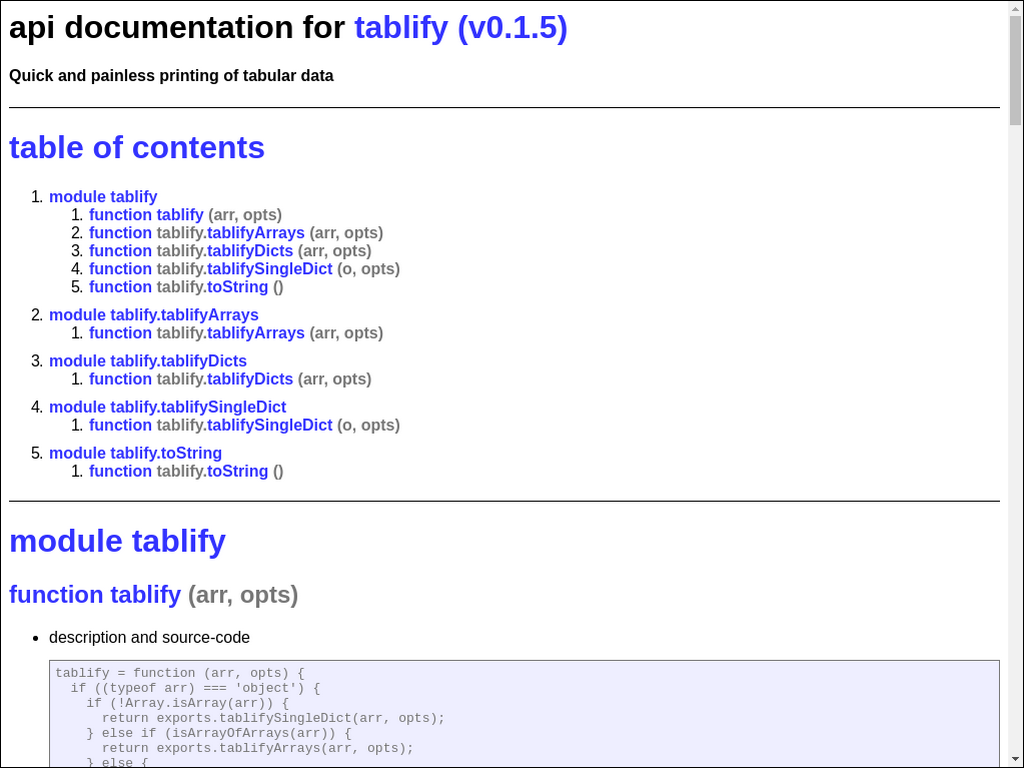 api documentation for tablify (v0.1.5)
Quick and painless printing of tabular data
table of contents
1. module tablify
1. function tablify (arr, opts)
2. function tablify.tablifyArrays (arr, opts)
3. function tablify.tablifyDicts (arr, opts)
4. function tablify.tablifySingleDict (o, opts)
5. function tablify.toString ()
2. module tablify.tablifyArrays
1. function tablify.tablifyArrays (arr, opts)
3. module tablify.tablifyDicts
1. function tablify.tablifyDicts (arr, opts)
4. module tablify.tablifySingleDict
1. function tablify.tablifySingleDict (o, opts)
5. module tablify.toString
1. function tablify.toString ()
module tablify
function tablify (arr, opts)
• description and source-code
tablify = function (arr, opts) {
  if ((typeof arr) === 'object') {
    if (!Array.isArray(arr)) {
      return exports.tablifySingleDict(arr, opts);
    } else if (isArrayOfArrays(arr)) {
      return exports.tablifyArrays(arr, opts);
    } else {